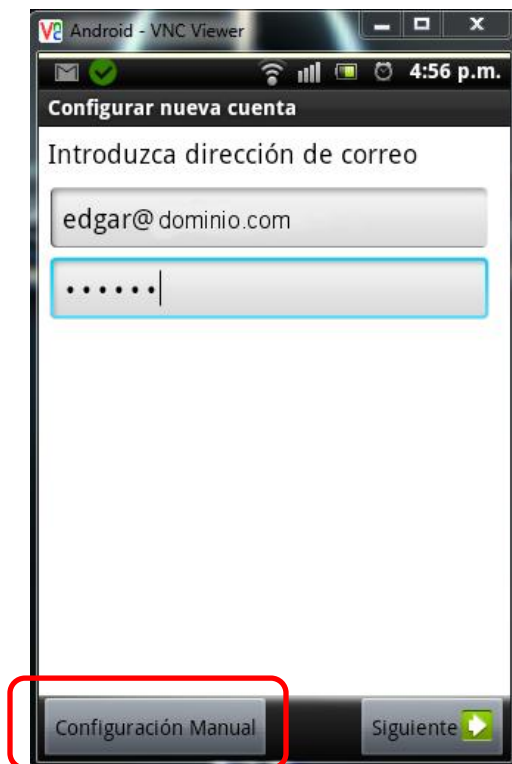 Android - VNC Viewer
4:56 p.m.
Configurar nueva cuenta
Introduzca dirección de correo
edgar@dominio.com
••••••
Configuración Manual
Siguiente